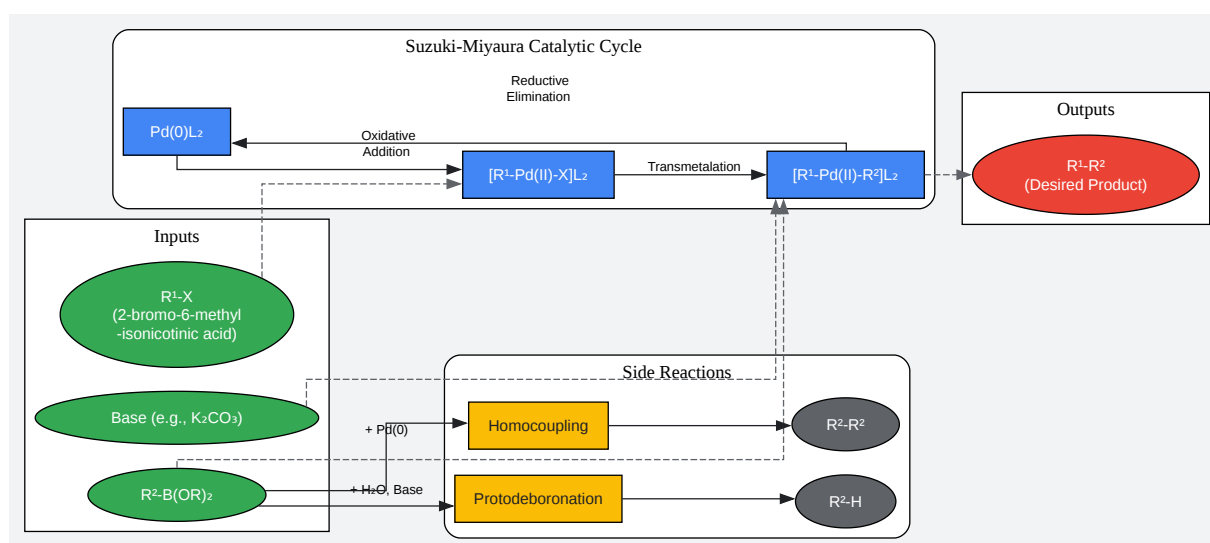 Suzuki-Miyaura Catalytic Cycle
Reductive
Elimination
Pd(0)L₂
Oxidative
Addition
[R¹-Pd(II)-X]L₂
Transmetalation
[R¹-Pd(II)-R²]L₂
Outputs
R¹-R²
(Desired Product)
Inputs
R¹-X
(2-bromo-6-methyl
-isonicotinic acid)
Base (e.g., K₂CO₃)
R²-B(OR)₂
+ Pd(0)
+ H₂O, Base
Side Reactions
Homocoupling
R²-R²
Protodeboronation
R²-H